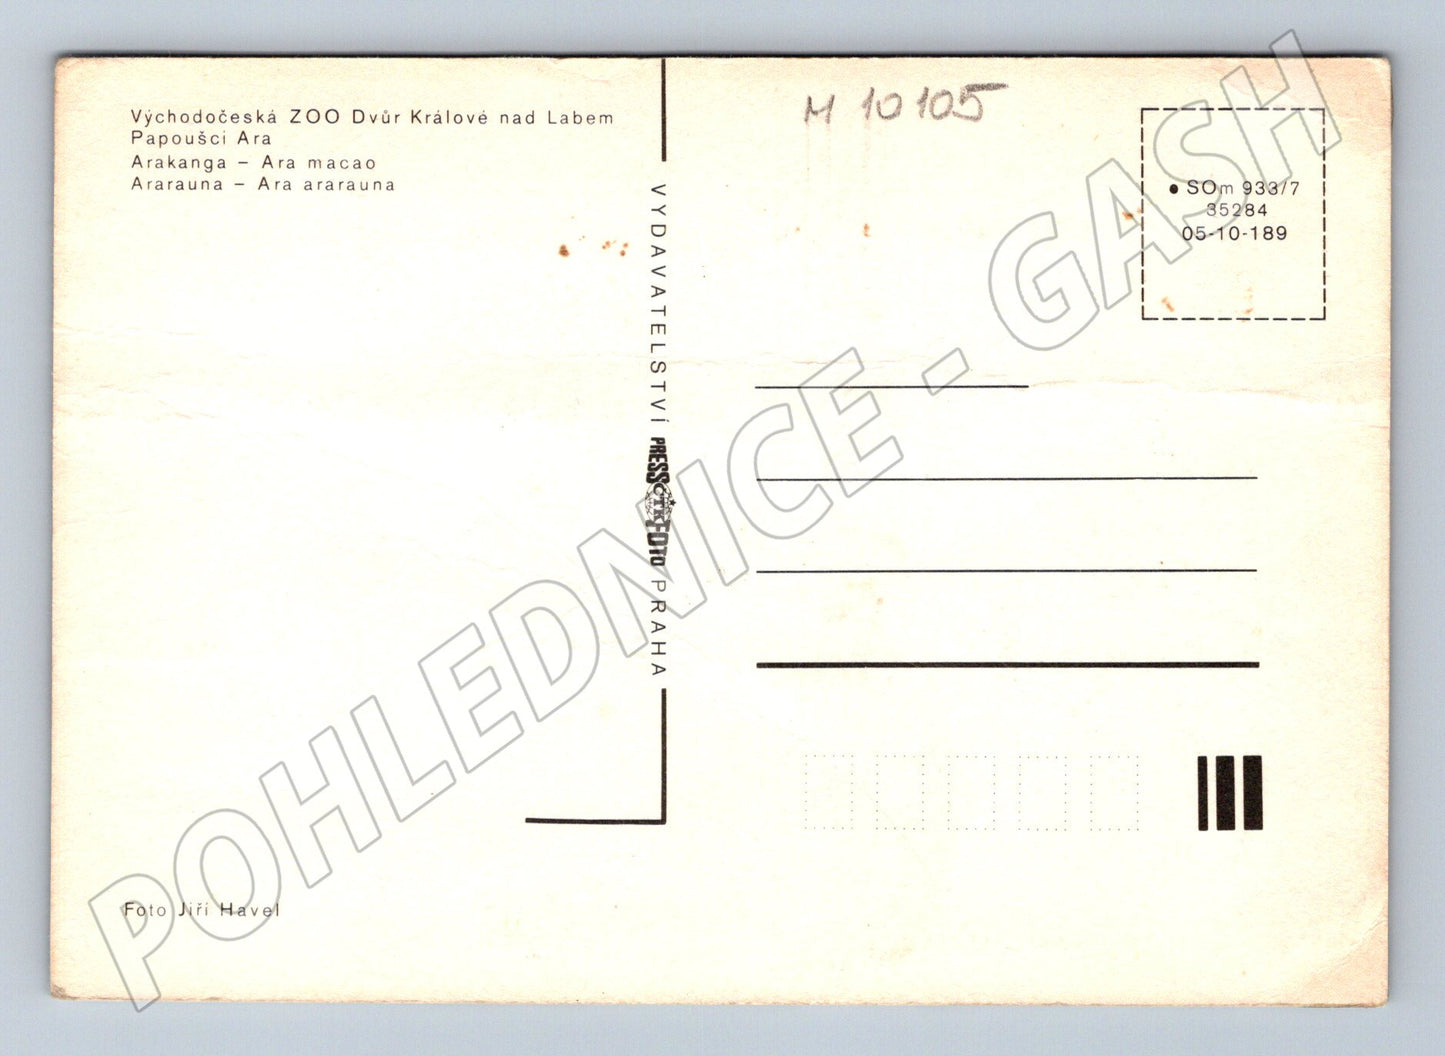 Východočeská ZOO Dvůr Králové nad Labem
Papoušci Ara
Arakanga – Ara macao
Ararauna – Ara ararauna
M 10105
● SOm 933/7
35284
05-10-189
VYDAVATELSTVÍ PRESSČTKFOTO PRAHA
Foto Jiří Havel
POHLEDNICE - GASH